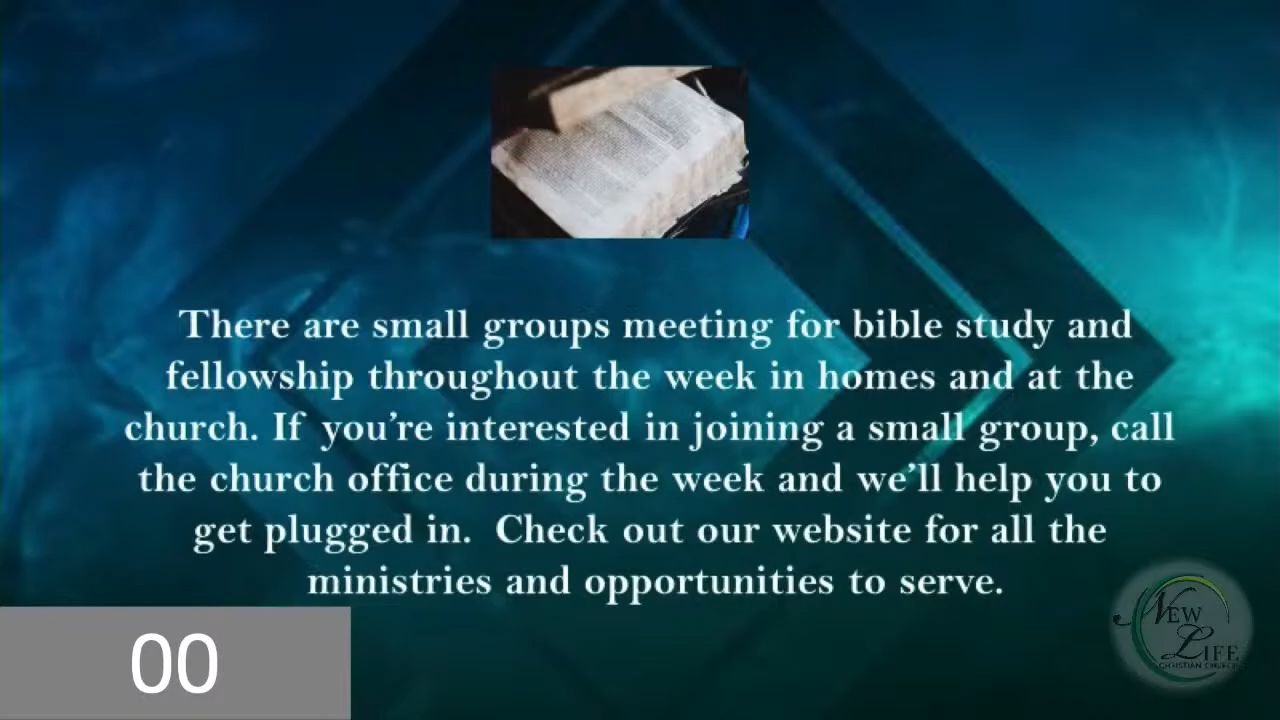 There are small groups meeting for bible study and
fellowship throughout the week in homes and at the
church. If you’re interested in joining a small group, call
the church office during the week and we’ll help you to
get plugged in.  Check out our website for all the
ministries and opportunities to serve.
00
New
Life
Christian Church